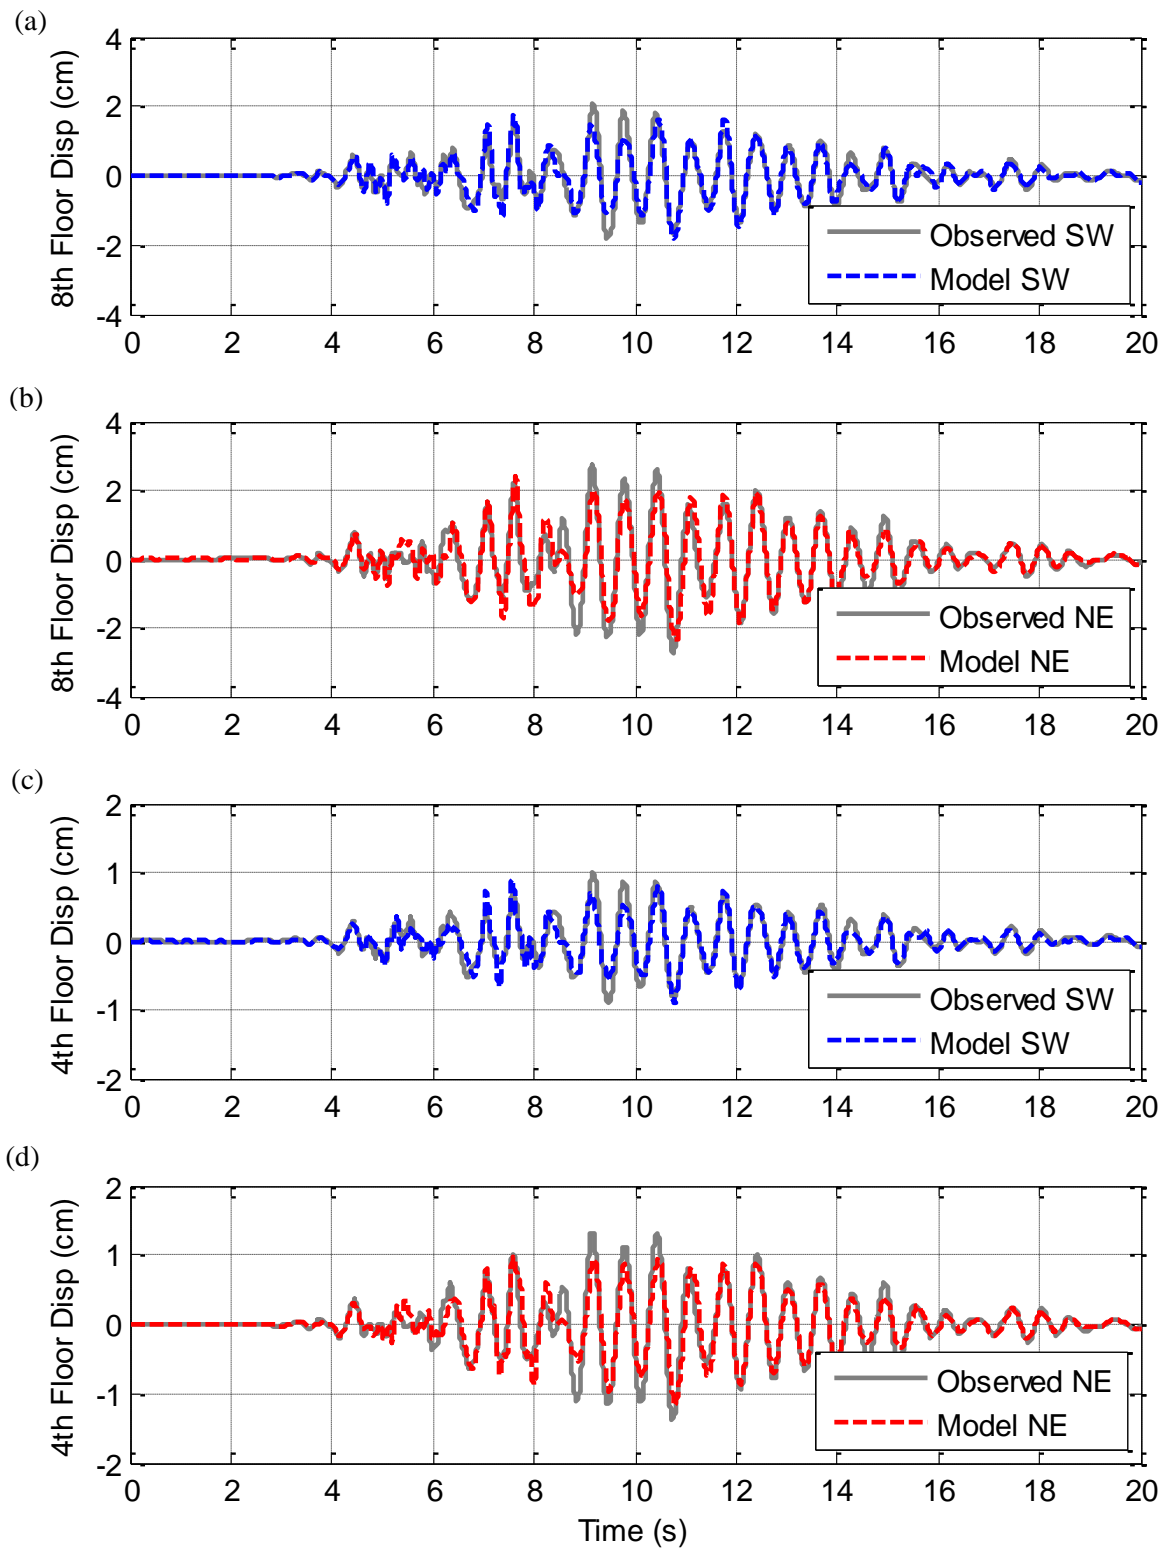 (a)
8th Floor Disp (cm)
4
2
0
-2
-4
Observed SW
Model SW
0 2 4 6 8 10 12 14 16 18 20
(b)
8th Floor Disp (cm)
4
2
0
-2
-4
Observed NE
Model NE
0 2 4 6 8 10 12 14 16 18 20
(c)
4th Floor Disp (cm)
2
1
0
-1
-2
Observed SW
Model SW
0 2 4 6 8 10 12 14 16 18 20
(d)
4th Floor Disp (cm)
2
1
0
-1
-2
Observed NE
Model NE
0 2 4 6 8 10 12 14 16 18 20
Time (s)